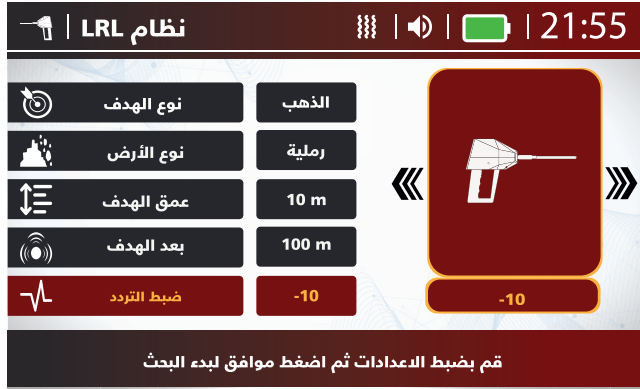 نظام LRL
21:55
نوع الهدف
الذهب
نوع الأرض
رملية
عمق الهدف
10 m
بعد الهدف
100 m
ضبط التردد
-10
-10
قم بضبط الاعدادات ثم اضغط موافق لبدء البحث